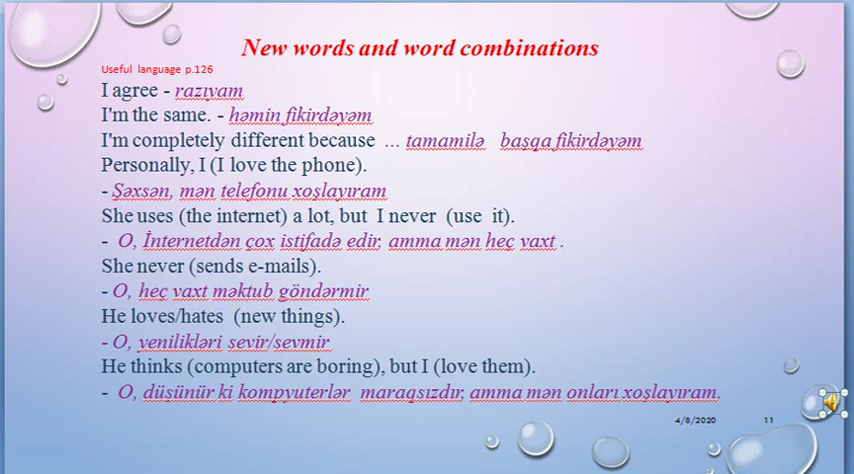 New words and word combinations
Useful language p.126
I agree - razıyam
I'm the same. - həmin fikirdəyəm
I'm completely different because ... tamamilə başqa fikirdəyəm
Personally, I (I love the phone).
- Şəxsən, mən telefonu xoşlayıram
She uses (the internet) a lot, but I never (use it).
- O, İnternetdən çox istifadə edir, amma mən heç vaxt .
She never (sends e-mails).
- O, heç vaxt məktub göndərmir
He loves/hates (new things).
- O, yenilikləri sevir/sevmir
He thinks (computers are boring), but I (love them).
- O, düşünür ki kompyuterlər maraqsızdır, amma mən onları xoşlayıram.
4/8/2020 11